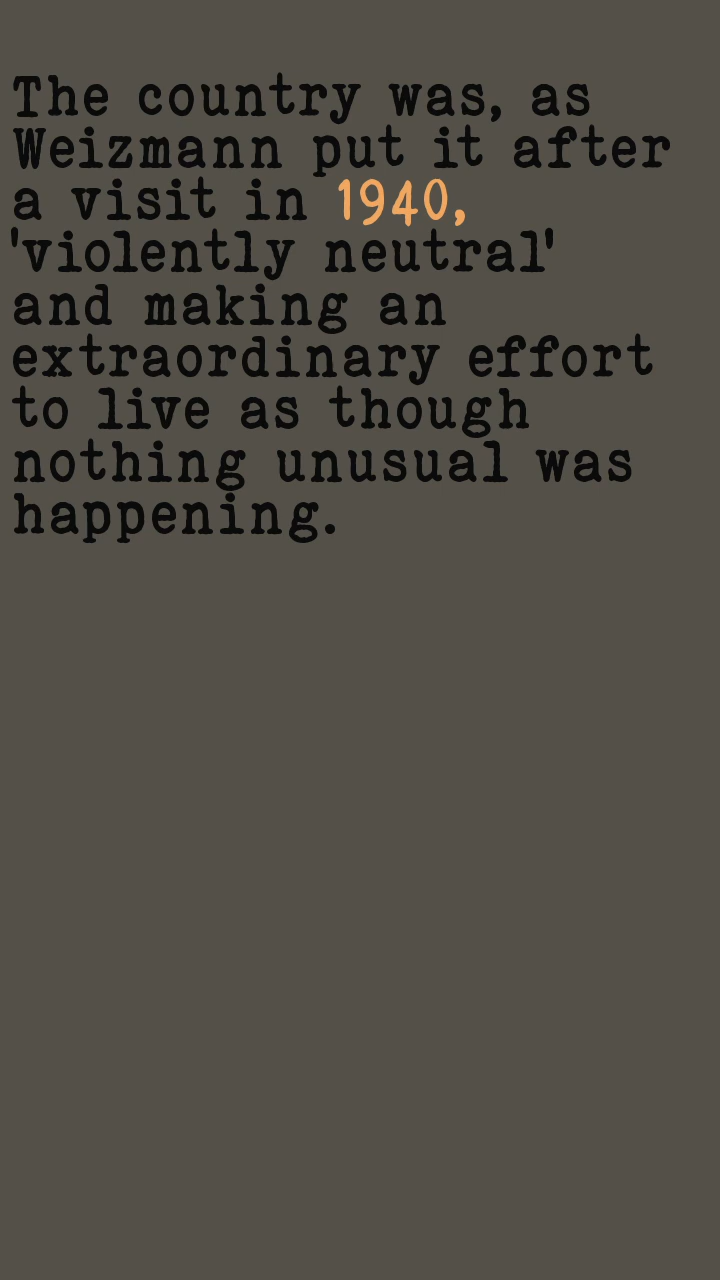 The country was, as
Weizmann put it after
a visit in 1940,
'violently neutral'
and making an
extraordinary effort
to live as though
nothing unusual was
happening.